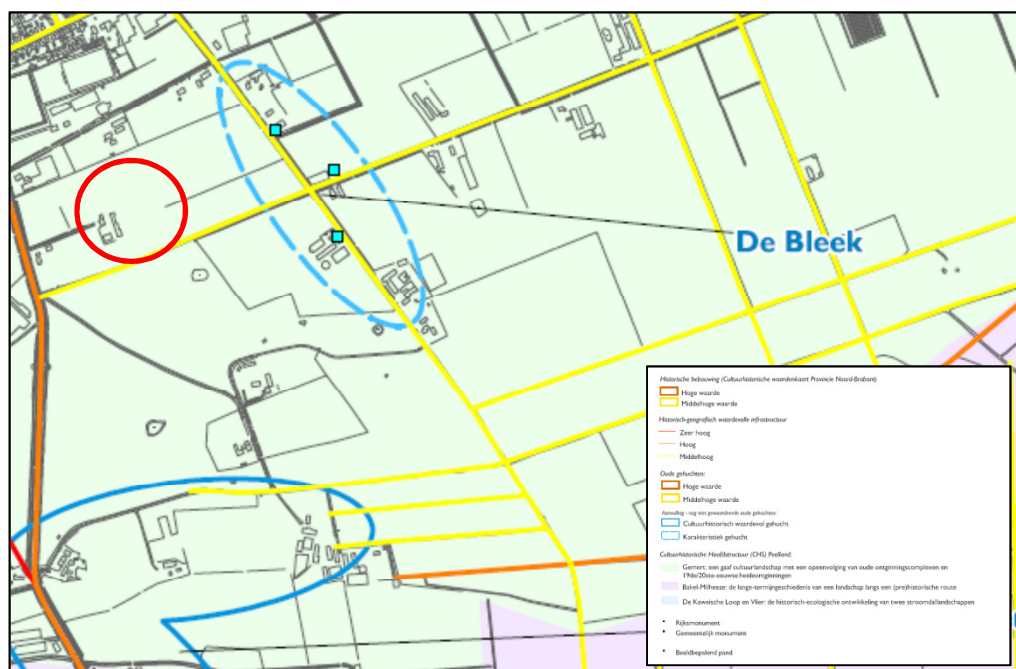 De Bleek
Historische bebouwing (Cultuurhistorische waardenkaart Provincie Noord-Brabant)
Hoge waarde
Middelhoge waarde
Historisch-geografisch waardevolle infrastructuur
Zeer hoog
Hoog
Middelhoog
Oude gehuchten:
Hoge waarde
Middelhoge waarde
Aanvulling - nog niet gewaardeerde oude gehuchten:
Cultuurhistorisch waardevol gehucht
Karakteristiek gehucht
Cultuurhistorische Hoofdstructuur (CHS) Peelland:
Gemert: een gaaf cultuurlandschap met een opeenvolging van oude ontginningscomplexen en
19de/20ste-eeuwse heideontginningen
Bakel-Milheeze: de lange-termijngeschiedenis van een landschap langs een (pre)historische route
De Kaweische Loop en Vlier: de historisch-ecologische ontwikkeling van twee stroomdallandschappen
Rijksmonument
Gemeentelijk monument
Beeldbepalend pand